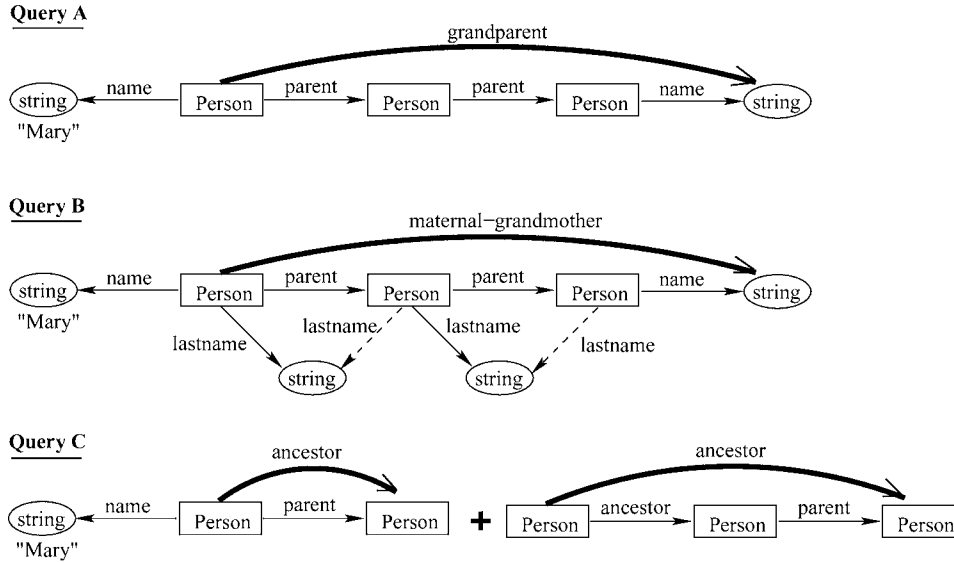 Query A
grandparent
name parent parent name
string Person Person Person string
"Mary"
Query B
maternal-grandmother
name parent parent name
string Person Person Person string
"Mary"
lastname lastname lastname lastname
string string
Query C
ancestor ancestor
name parent ancestor parent
string Person Person + Person Person Person
"Mary"